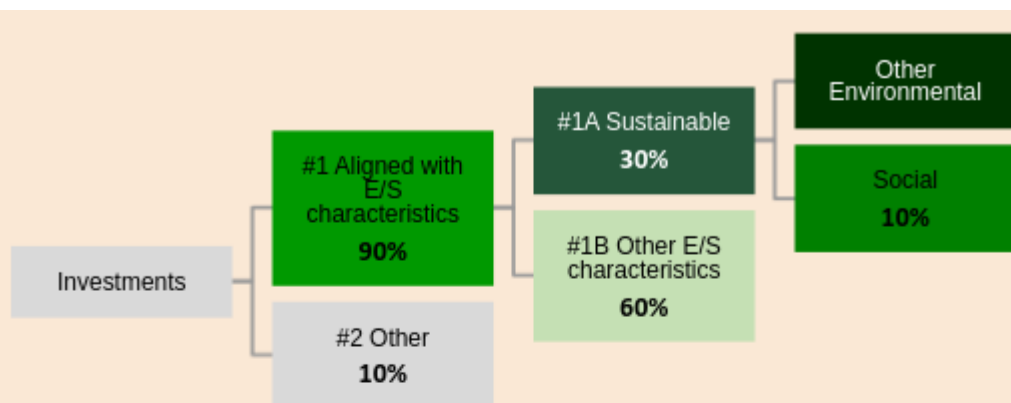 Investments
#1 Aligned with
E/S
characteristics
90%
#2 Other
10%
#1A Sustainable
30%
#1B Other E/S
characteristics
60%
Other
Environmental
Social
10%